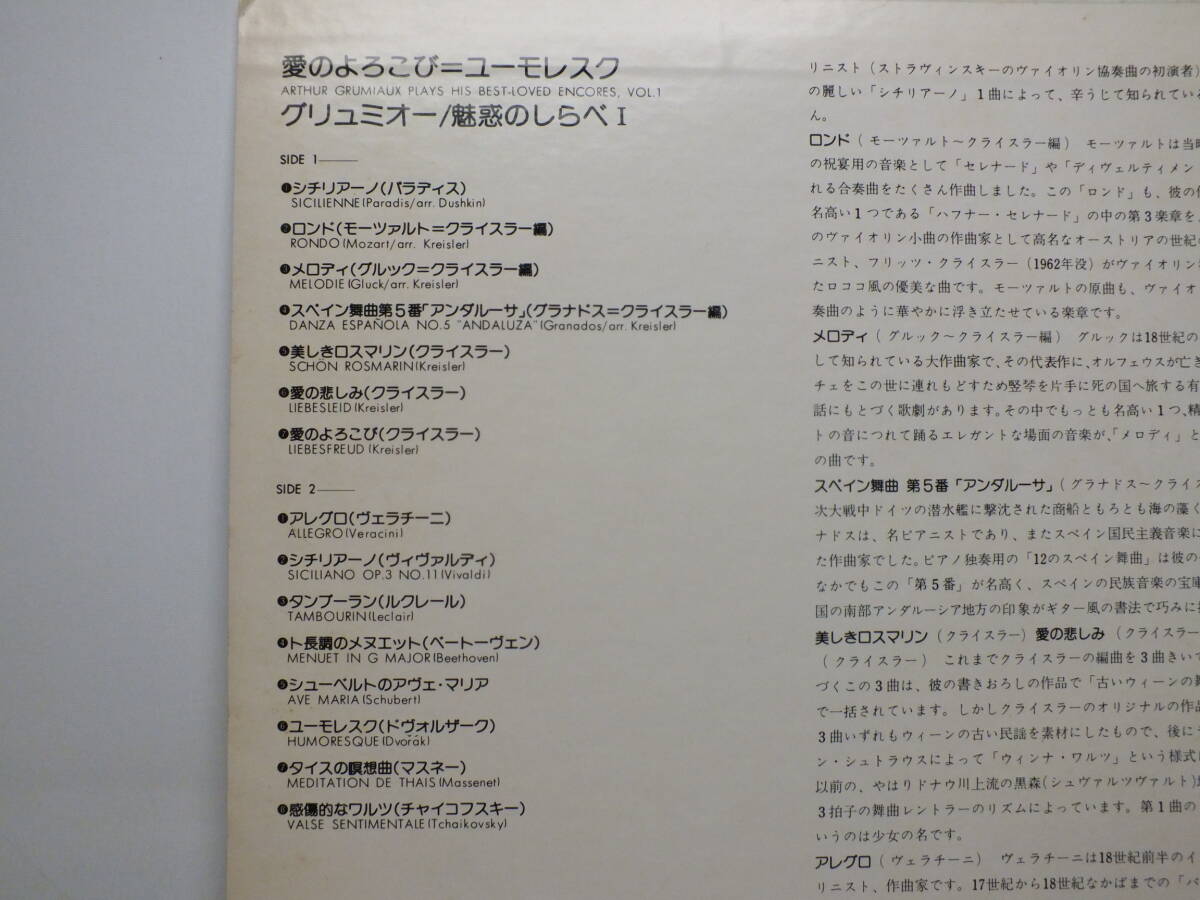 愛のよろこび=ユーモレスク
ARTHUR GRUMIAUX PLAYS HIS BEST-LOVED ENCORES, VOL.1
グリュミオー/魅惑のしらべ I
SIDE 1
❶シチリアーノ(パラディス)
SICILIENNE(Paradis/arr. Dushkin)
❷ロンド(モーツァルト=クライスラー編)
RONDO(Mozart/arr. Kreisler)
❸メロディ(グルック=クライスラー編)
MELODIE(Gluck/arr. Kreisler)
❹スペイン舞曲第5番「アンダルーサ」(グラナドス=クライスラー編)
DANZA ESPAÑOLA NO.5 "ANDALUZA"(Granados/arr. Kreisler)
❺美しきロスマリン(クライスラー)
SCHÖN ROSMARIN(Kreisler)
❻愛の悲しみ(クライスラー)
LIEBESLEID(Kreisler)
❼愛のよろこび(クライスラー)
LIEBESFREUD(Kreisler)
SIDE 2
❶アレグロ(ヴェラチーニ)
ALLEGRO(Veracini)
❷シチリアーノ(ヴィヴァルディ)
SICILIANO OP.3 NO.11(Vivaldi)
❸タンブーラン(ルクレール)
TAMBOURIN(Leclair)
❹ト長調のメヌエット(ベートーヴェン)
MENUET IN G MAJOR(Beethoven)
❺シューベルトのアヴェ・マリア
AVE MARIA(Schubert)
❻ユーモレスク(ドヴォルザーク)
HUMORESQUE(Dvořák)
❼タイスの瞑想曲(マスネー)
MEDITATION DE THAIS(Massenet)
❽感傷的なワルツ(チャイコフスキー)
VALSE SENTIMENTALE(Tchaikovsky)
リニスト(ストラヴィンスキーのヴァイオリン協奏曲の初演者)
の麗しい「シチリアーノ」1曲によって、辛うじて知られている
ん。
ロンド(モーツァルト〜クライスラー編) モーツァルトは当時
の祝宴用の音楽として「セレナード」や「ディヴェルティメン
れる合奏曲をたくさん作曲しました。この「ロンド」も、彼の
名高い1つである「ハフナー・セレナード」の中の第3楽章を、
のヴァイオリン小曲の作曲家として高名なオーストリアの世紀の
ニスト、フリッツ・クライスラー(1962年没)がヴァイオリン
たロココ風の優美な曲です。モーツァルトの原曲も、ヴァイオ
奏曲のように華やかに浮き立たせている楽章です。
メロディ(グルック〜クライスラー編) グルックは18世紀の
して知られている大作曲家で、その代表作に、オルフェウスが亡き
チェをこの世に連れもどすため竪琴を片手に死の国へ旅する有
話にもとづく歌劇があります。その中でもっとも名高い1つ、精
トの音につれて踊るエレガントな場面の音楽が、「メロディ」と
の曲です。
スペイン舞曲 第5番「アンダルーサ」(グラナドス〜クライス
次大戦中ドイツの潜水艦に撃沈された商船ともろとも海の藻く
ナドスは、名ピアニストであり、またスペイン国民主義音楽に
た作曲家でした。ピアノ独奏用の「12のスペイン舞曲」は彼の
なかでもこの「第5番」が名高く、スペインの民族音楽の宝庫
国の南部アンダルーシア地方の印象がギター風の書法で巧みに
美しきロスマリン(クライスラー)愛の悲しみ(クライスラー
(クライスラー) これまでクライスラーの編曲を3曲きいて
づくこの3曲は、彼の書きおろしの作品で「古いウィーンの舞
で一括されています。しかしクライスラーのオリジナルの作品
3曲いずれもウィーンの古い民謡を素材にしたもので、後に
ン・シュトラウスによって「ウィンナ・ワルツ」という様式に
以前の、やはりドナウ川上流の黒森(シュヴァルツヴァルト)
3拍子の舞曲レントラーのリズムによっています。第1曲の
いうのは少女の名です。
アレグロ(ヴェラチーニ) ヴェラチーニは18世紀前半のイ
リニスト、作曲家です。17世紀から18世紀なかばまでの「バ